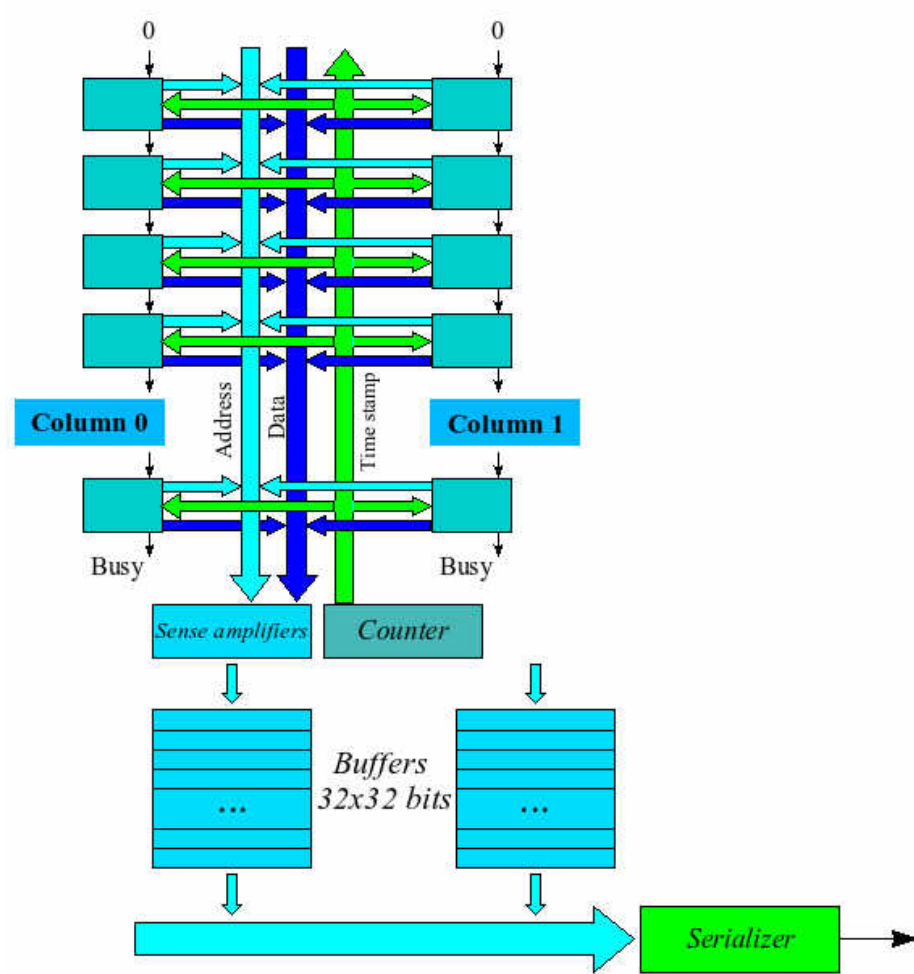 0
0
Column 0
Address
Data
Time stamp
Column 1
Busy
Busy
Sense amplifiers
Counter
Buffers
32x32 bits
...
...
Serializer